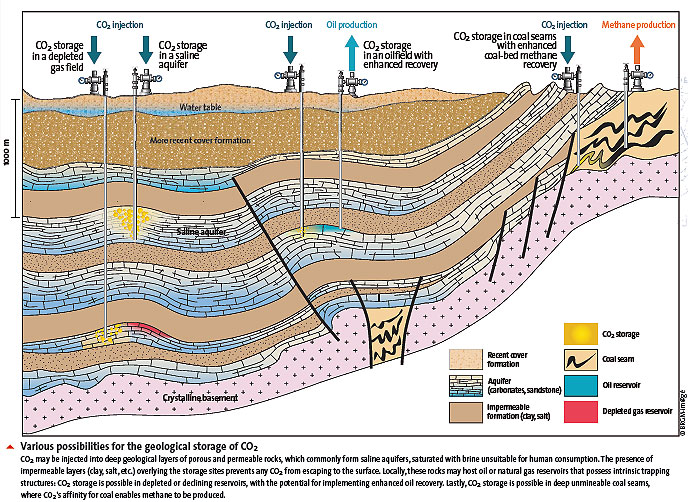 CO₂ injection
CO₂ injection
Oil production
CO₂ injection
Methane production
CO₂ storage
in a depleted
gas field
CO₂ storage
in a saline
aquifer
CO₂ storage
in an oilfield with
enhanced recovery
CO₂ storage in coal seams
with enhanced
coal-bed methane
recovery
Water table
More recent cover formation
1000 m
Saline aquifer
Crystalline basement
Recent cover
formation
Aquifer
(carbonates, sandstone)
Impermeable
formation (clay, salt)
CO₂ storage
Coal seam
Oil reservoir
Depleted gas reservoir
© BRGM im@gé
Various possibilities for the geological storage of CO₂
CO₂ may be injected into deep geological layers of porous and permeable rocks, which commonly form saline aquifers, saturated with brine unsuitable for human consumption. The presence of
impermeable layers (clay, salt, etc.) overlying the storage sites prevents any CO₂ from escaping to the surface. Locally, these rocks may host oil or natural gas reservoirs that possess intrinsic trapping
structures: CO₂ storage is possible in depleted or declining reservoirs, with the potential for implementing enhanced oil recovery. Lastly, CO₂ storage is possible in deep unmineable coal seams,
where CO₂'s affinity for coal enables methane to be produced.